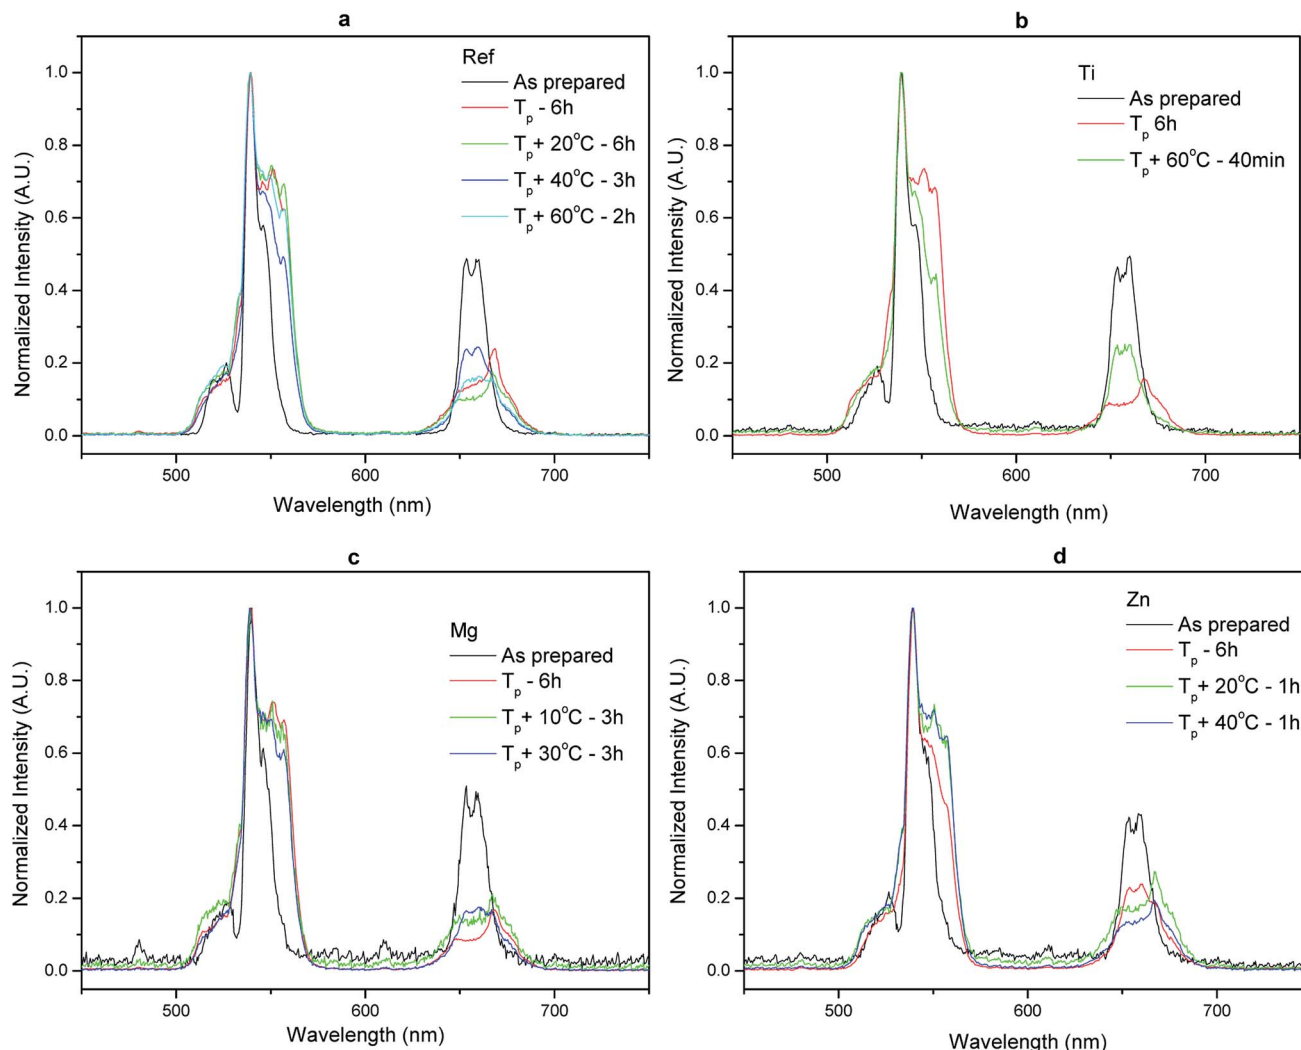 a
Ref
As prepared
Tp - 6h
Tp+ 20°C - 6h
Tp+ 40°C - 3h
Tp+ 60°C - 2h
1.0
0.8
0.6
0.4
0.2
0.0
500
600
700
Normalized Intensity (A.U.)
Wavelength (nm)
b
Ti
As prepared
Tp 6h
Tp+ 60°C - 40min
1.0
0.8
0.6
0.4
0.2
0.0
500
600
700
Normalized Intensity (A.U.)
Wavelength (nm)
c
Mg
As prepared
Tp - 6h
Tp+ 10°C - 3h
Tp+ 30°C - 3h
1.0
0.8
0.6
0.4
0.2
0.0
500
600
700
Normalized Intensity (A.U.)
Wavelength (nm)
d
Zn
As prepared
Tp - 6h
Tp+ 20°C - 1h
Tp+ 40°C - 1h
1.0
0.8
0.6
0.4
0.2
0.0
500
600
700
Normalized Intensity (A.U.)
Wavelength (nm)